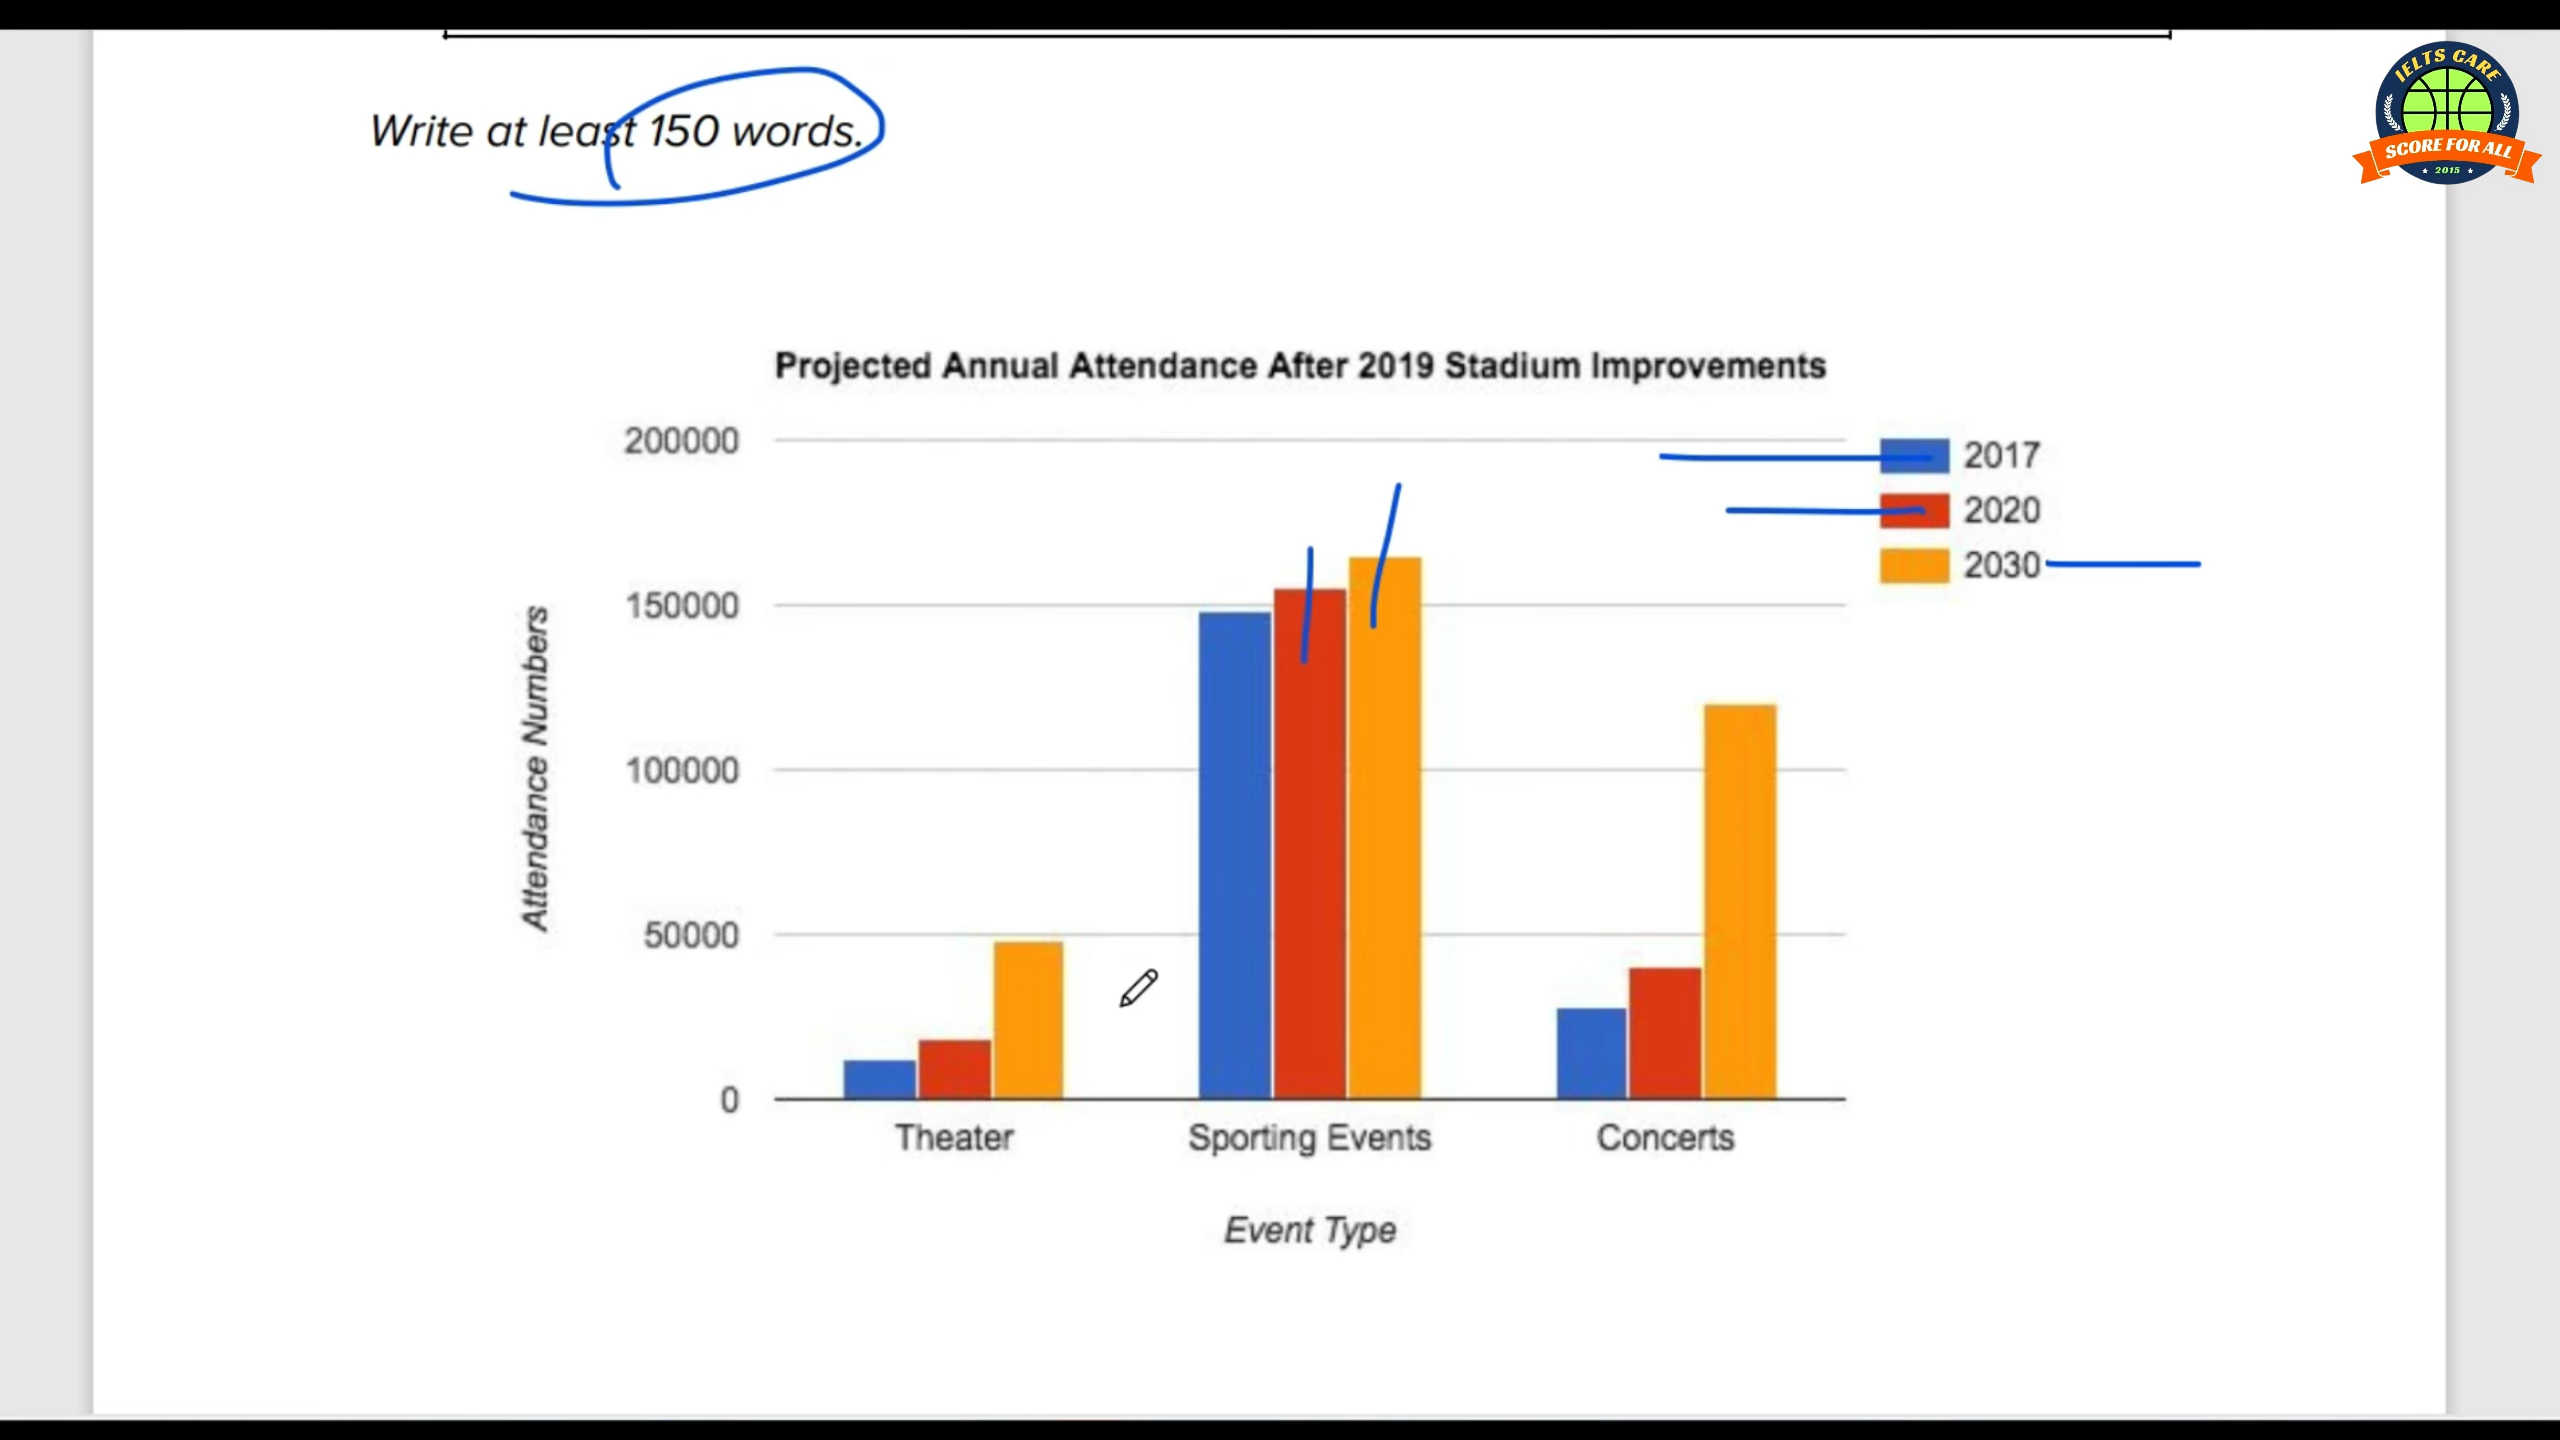 IELTS CARE
SCORE FOR ALL
2015
Write at least 150 words.
Projected Annual Attendance After 2019 Stadium Improvements
200000
150000
100000
50000
0
Attendance Numbers
2017
2020
2030
Theater
Sporting Events
Concerts
Event Type